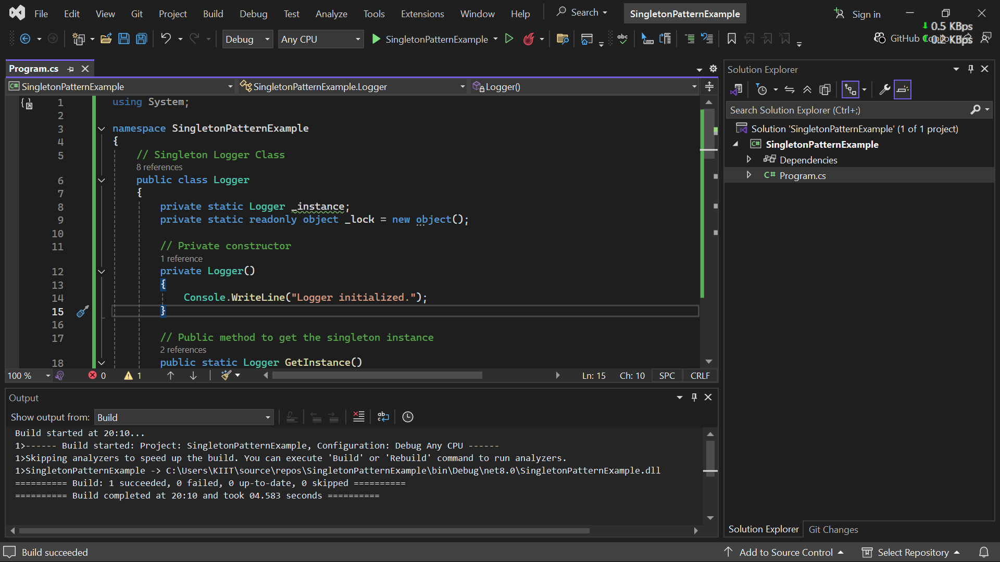 File Edit View Git Project Build Debug Test Analyze Tools Extensions Window Help Search SingletonPatternExample Sign in
0.5 KBps
Debug Any CPU SingletonPatternExample GitHub
0.2 KBps
Program.cs
SingletonPatternExample SingletonPatternExample.Logger Logger()
1 using System;
2
3 namespace SingletonPatternExample
4 {
5 // Singleton Logger Class
8 references
6 public class Logger
7 {
8 private static Logger _instance;
9 private static readonly object _lock = new object();
10
11 // Private constructor
1 reference
12 private Logger()
13 {
14 Console.WriteLine("Logger initialized.");
15 }
16
17 // Public method to get the singleton instance
2 references
18 public static Logger GetInstance()
100 % 0 1 Ln: 15 Ch: 10 SPC CRLF
Output
Show output from: Build
Build started at 20:10...
1>------ Build started: Project: SingletonPatternExample, Configuration: Debug Any CPU ------
1>Skipping analyzers to speed up the build. You can execute 'Build' or 'Rebuild' command to run analyzers.
1>SingletonPatternExample -> C:\Users\KIIT\source\repos\SingletonPatternExample\bin\Debug\net8.0\SingletonPatternExample.dll
========== Build: 1 succeeded, 0 failed, 0 up-to-date, 0 skipped ==========
========== Build completed at 20:10 and took 04.583 seconds ==========
Solution Explorer
Search Solution Explorer (Ctrl+;)
Solution 'SingletonPatternExample' (1 of 1 project)
C# SingletonPatternExample
Dependencies
C# Program.cs
Solution Explorer Git Changes
Build succeeded Add to Source Control Select Repository